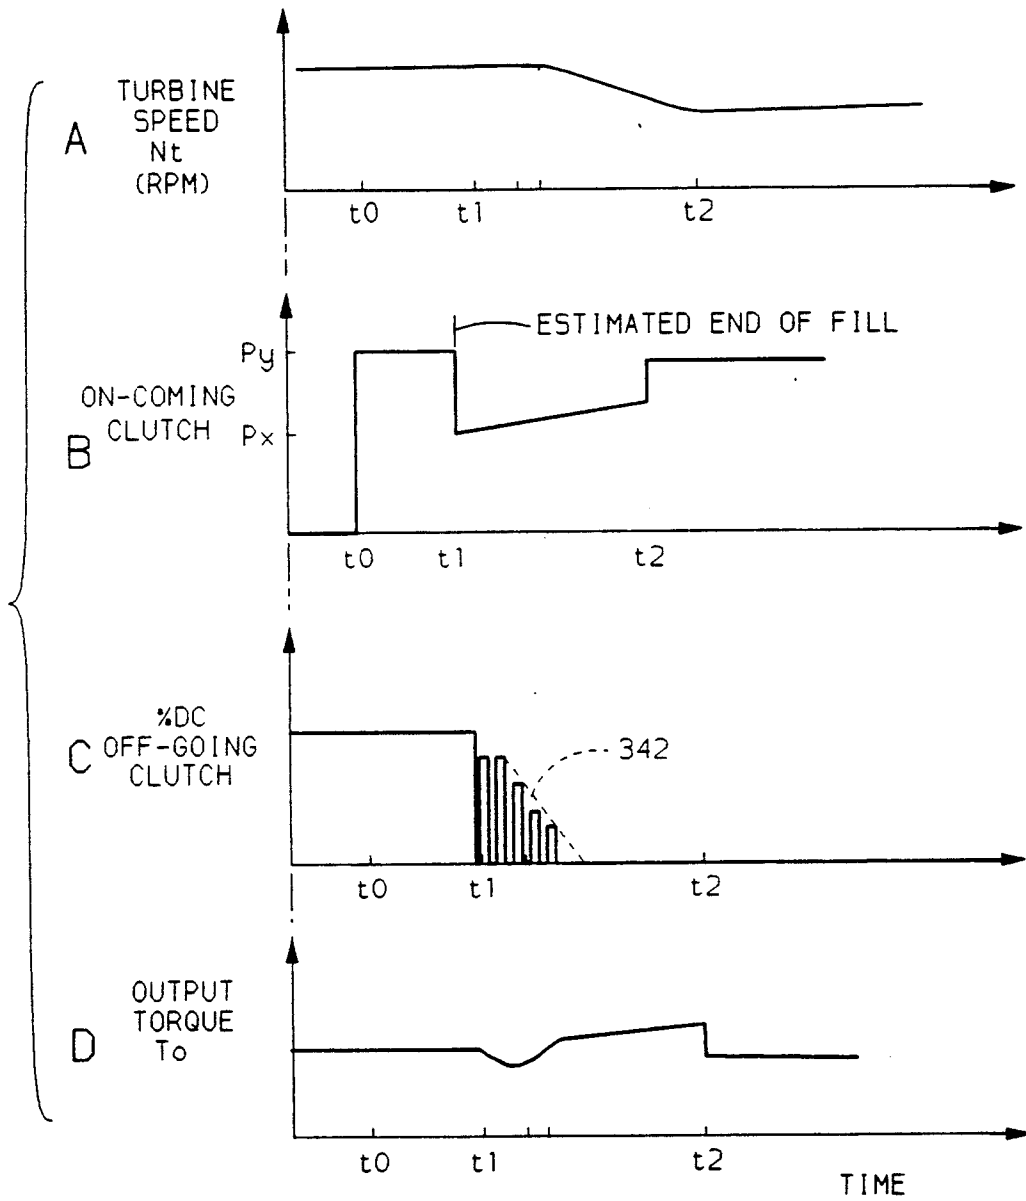 A
TURBINE
SPEED
Nt
(RPM)
t0
t1
t2
ESTIMATED END OF FILL
Py
ON-COMING
CLUTCH
Px
B
t0
t1
t2
%DC
C
OFF-GOING
CLUTCH
342
t0
t1
t2
OUTPUT
TORQUE
To
D
t0
t1
t2
TIME